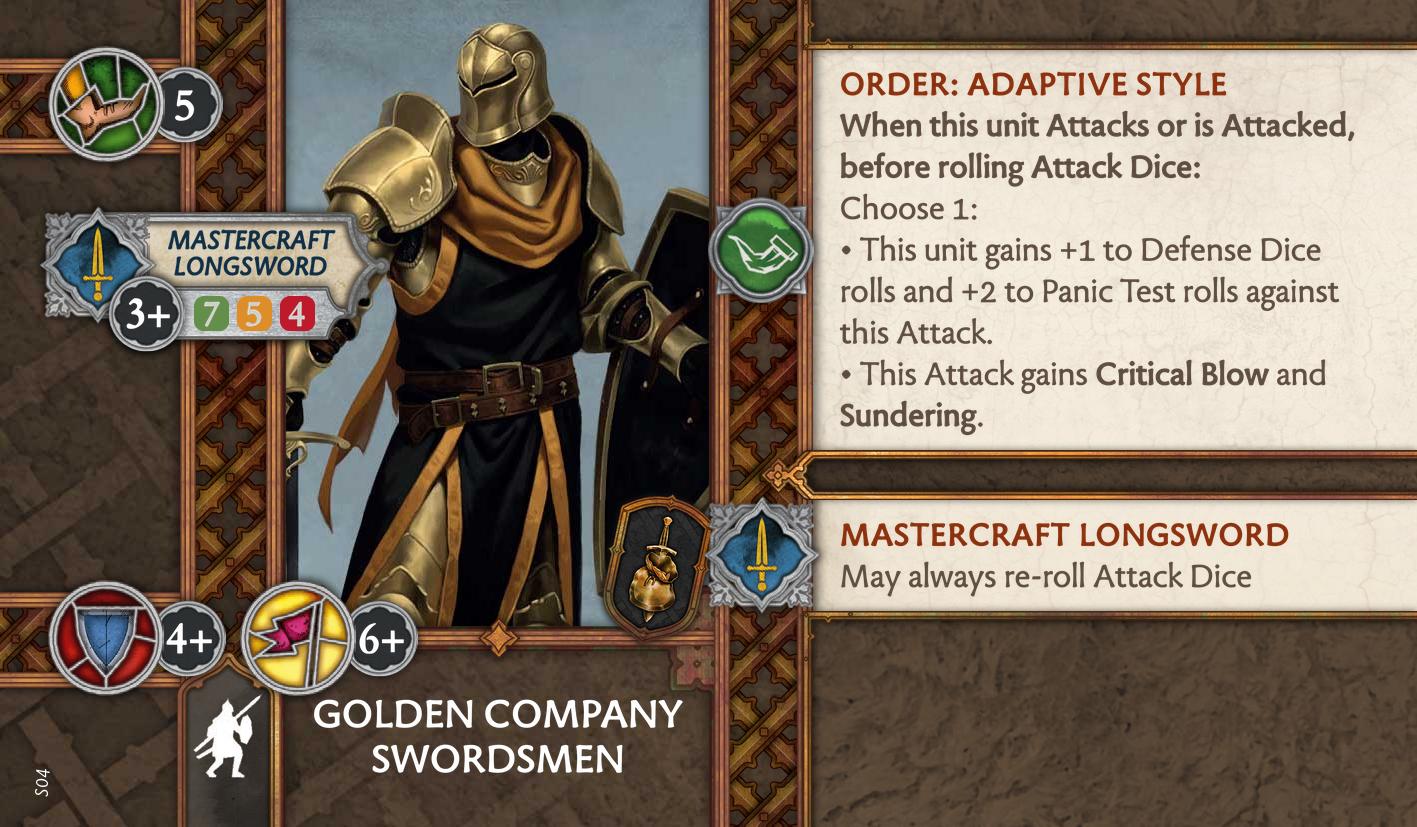 5
MASTERCRAFT
LONGSWORD
3+ 7 5 4
4+ 6+
GOLDEN COMPANY
SWORDSMEN
S04
ORDER: ADAPTIVE STYLE
When this unit Attacks or is Attacked,
before rolling Attack Dice:
Choose 1:
• This unit gains +1 to Defense Dice
rolls and +2 to Panic Test rolls against
this Attack.
• This Attack gains Critical Blow and
Sundering.
MASTERCRAFT LONGSWORD
May always re-roll Attack Dice